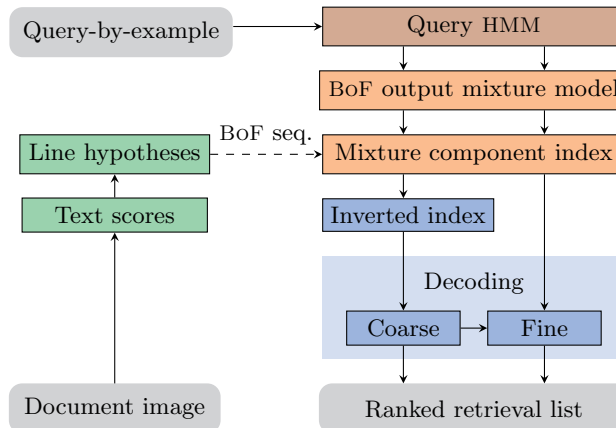 Query-by-example
Query HMM
BOF output mixture model
BOF seq.
Line hypotheses
Mixture component index
Text scores
Inverted index
Decoding
Coarse
Fine
Document image
Ranked retrieval list